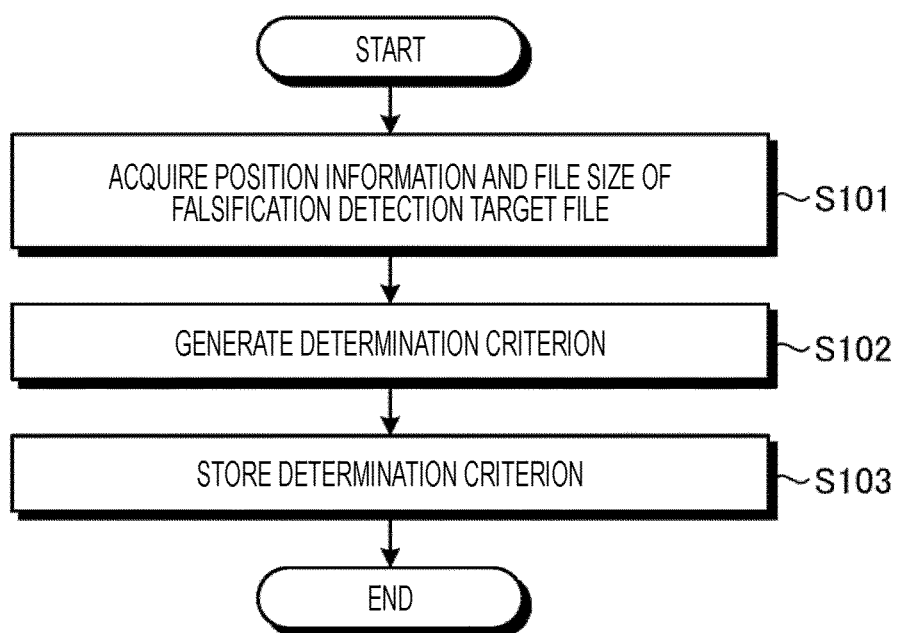 START
ACQUIRE POSITION INFORMATION AND FILE SIZE OF
FALSIFICATION DETECTION TARGET FILE
S101
GENERATE DETERMINATION CRITERION
S102
STORE DETERMINATION CRITERION
S103
END